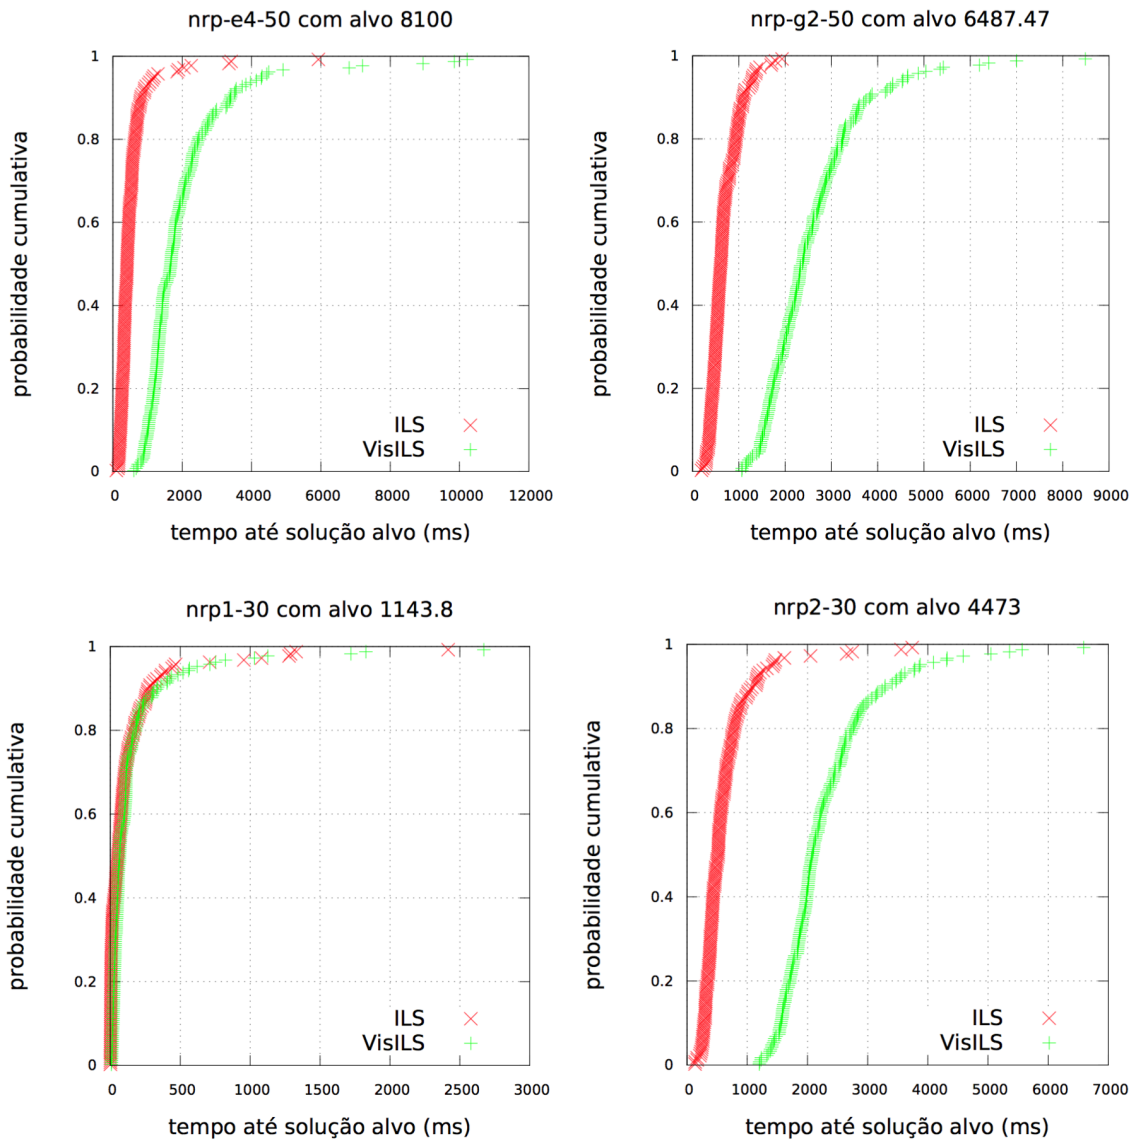 nrp-e4-50 com alvo 8100
probabilidade cumulativa
1
0.8
0.6
0.4
0.2
0
ILS
VisILS
0 2000 4000 6000 8000 10000 12000
tempo até solução alvo (ms)
nrp-g2-50 com alvo 6487.47
probabilidade cumulativa
1
0.8
0.6
0.4
0.2
0
ILS
VisILS
0 1000 2000 3000 4000 5000 6000 7000 8000 9000
tempo até solução alvo (ms)
nrp1-30 com alvo 1143.8
probabilidade cumulativa
1
0.8
0.6
0.4
0.2
0
ILS
VisILS
0 500 1000 1500 2000 2500 3000
tempo até solução alvo (ms)
nrp2-30 com alvo 4473
probabilidade cumulativa
1
0.8
0.6
0.4
0.2
0
ILS
VisILS
0 1000 2000 3000 4000 5000 6000 7000
tempo até solução alvo (ms)